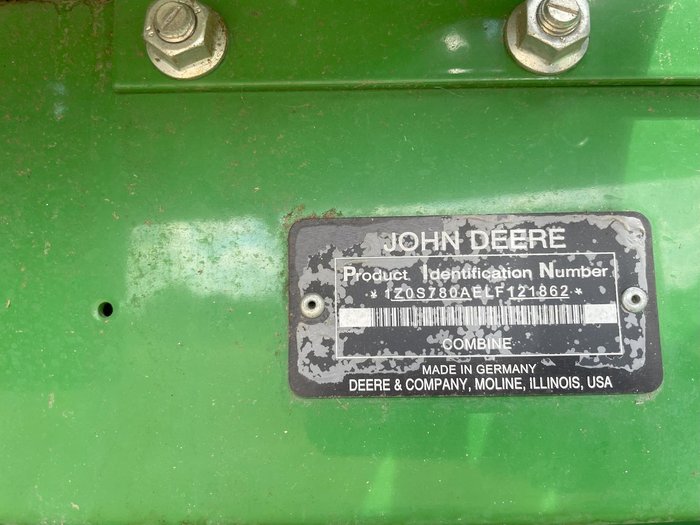 JOHN DEERE
Product Identification Number
*1Z0S780AELF121862*
COMBINE
MADE IN GERMANY
DEERE & COMPANY, MOLINE, ILLINOIS, USA